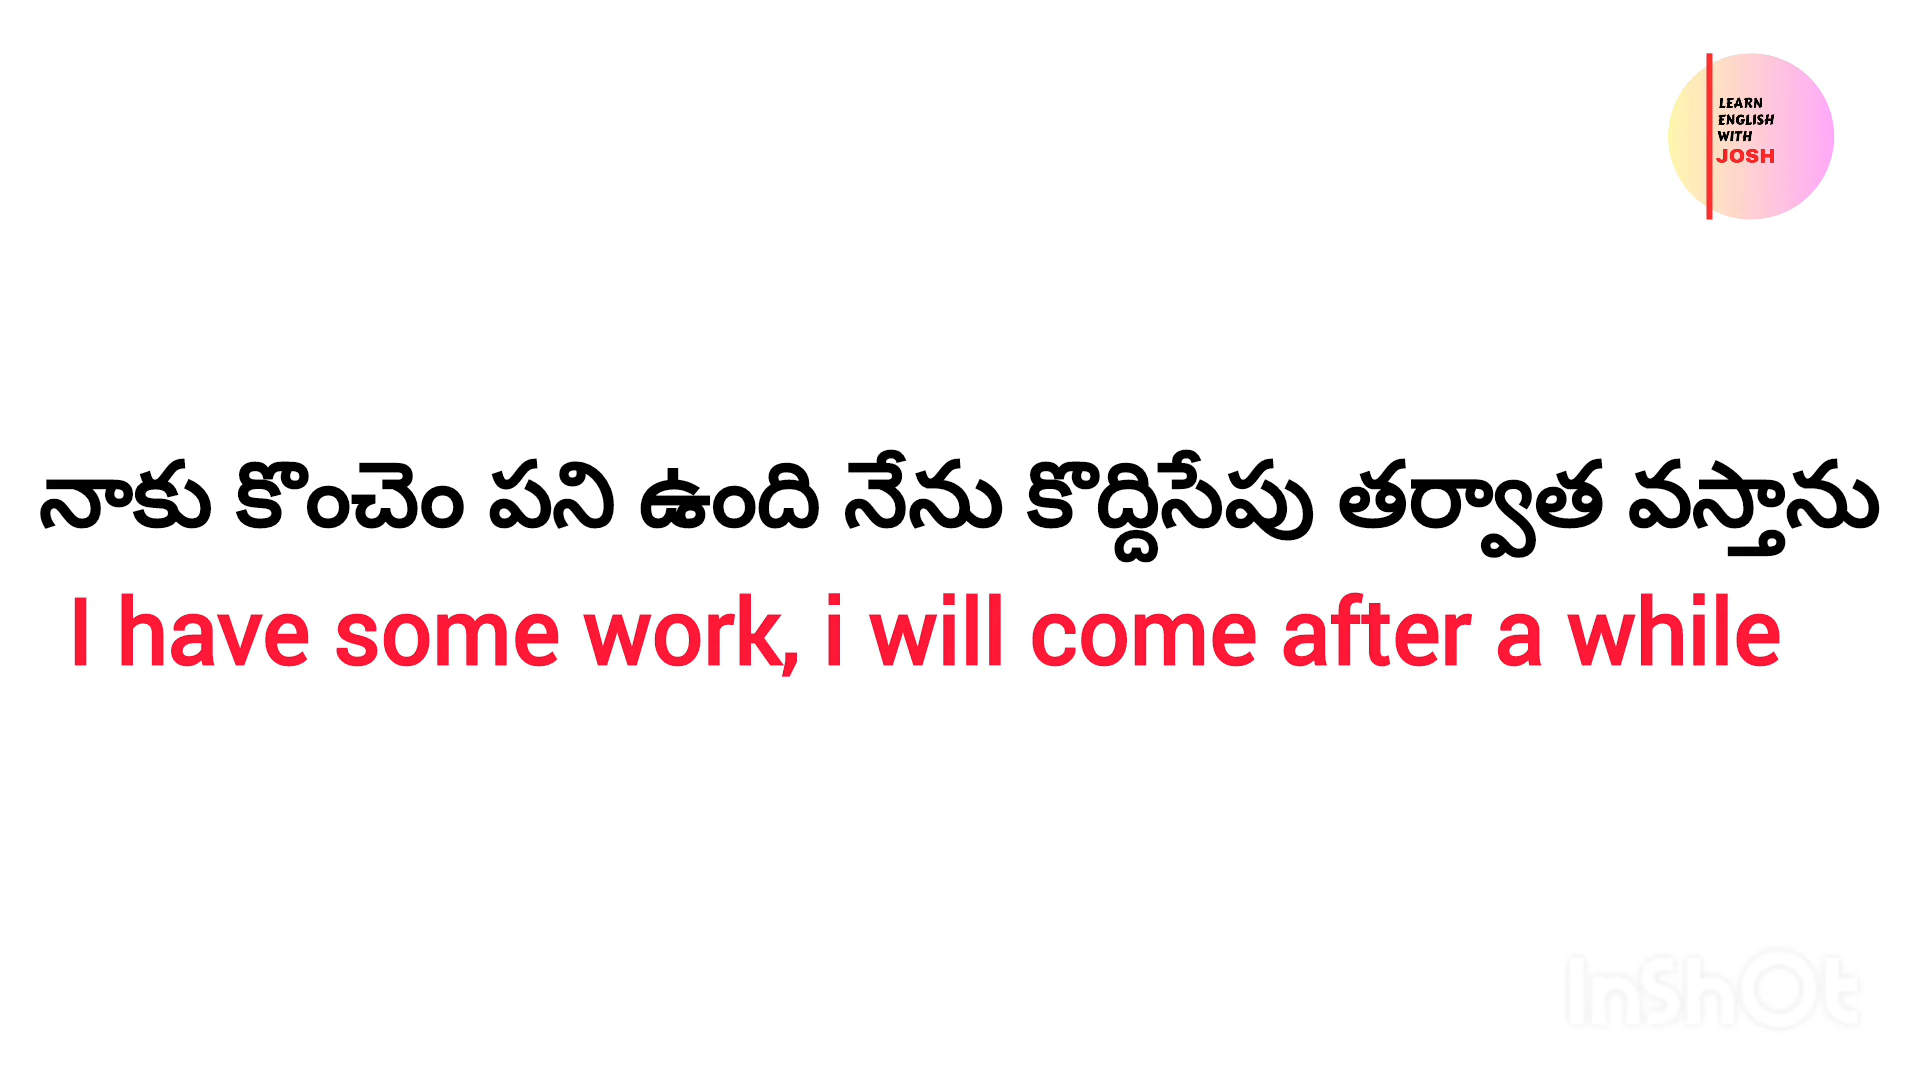 LEARN
ENGLISH
WITH
JOSH
నాకు కొంచెం పని ఉంది నేను కొద్దిసేపు తర్వాత వస్తాను
I have some work, i will come after a while
InShOt